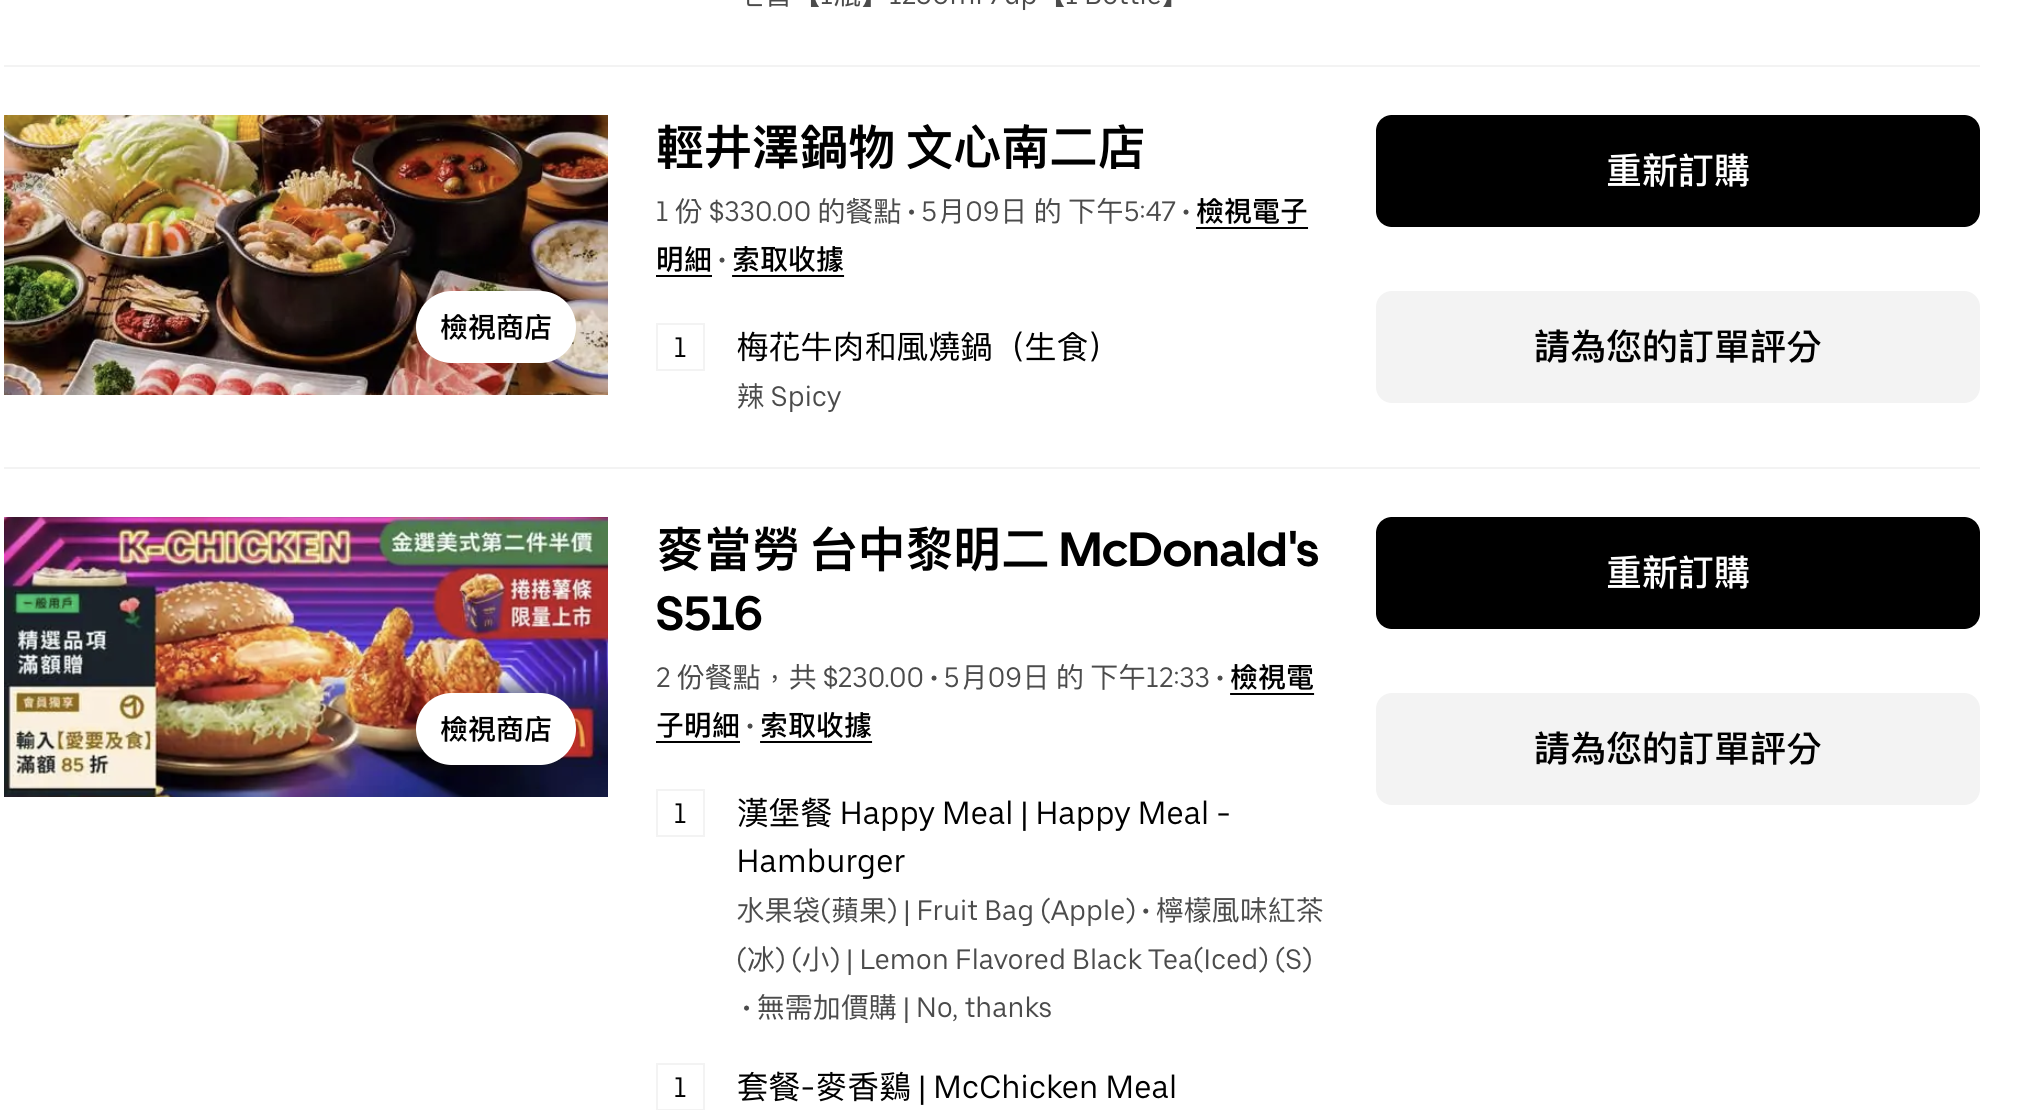 1250ml 7up【1 Bottle】
輕井澤鍋物 文心南二店
1 份 $330.00 的餐點 • 5月09日 的 下午5:47 • 檢視電子
明細 • 索取收據
1
梅花牛肉和風燒鍋（生食）
辣 Spicy
檢視商店
重新訂購
請為您的訂單評分
K-CHICKEN
金選美式第二件半價
捲捲薯條
限量上市
一般用戶
精選品項
滿額贈
會員獨享
輸入【愛要及食】
滿額 85 折
檢視商店
麥當勞 台中黎明二 McDonald's
S516
2 份餐點，共 $230.00 • 5月09日 的 下午12:33 • 檢視電
子明細 • 索取收據
1
漢堡餐 Happy Meal | Happy Meal -
Hamburger
水果袋(蘋果) | Fruit Bag (Apple) • 檸檬風味紅茶
(冰) (小) | Lemon Flavored Black Tea(Iced) (S)
• 無需加價購 | No, thanks
1
套餐-麥香鷄 | McChicken Meal
重新訂購
請為您的訂單評分